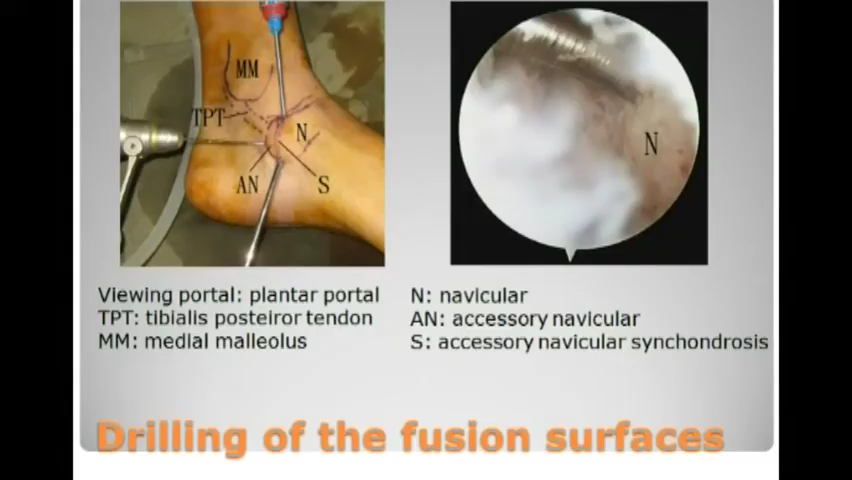 MM
TPT
N
AN
S
N
Viewing portal: plantar portal
TPT: tibialis posteiror tendon
MM: medial malleolus
N: navicular
AN: accessory navicular
S: accessory navicular synchondrosis
Drilling of the fusion surfaces